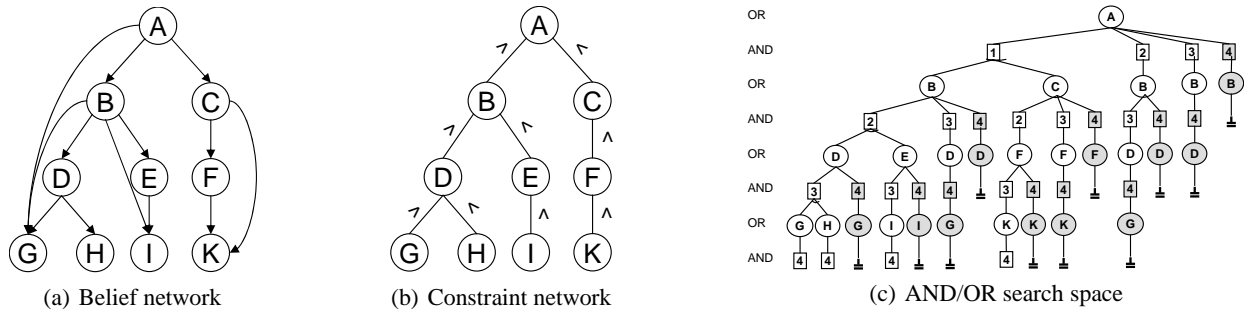 A
B
C
D
E
F
G
H
I
K
(a) Belief network
A
<
<
B
C
<
<
<
D
E
F
<
<
<
<
G
H
I
K
(b) Constraint network
OR
A
AND
1
2
3
4
OR
B
C
B
B
B
AND
2
3
4
2
3
4
3
4
4
OR
D
E
D
D
F
F
F
D
D
D
AND
3
4
3
4
4
3
4
4
4
OR
G
H
G
I
I
G
K
K
K
G
AND
4
4
4
4
(c) AND/OR search space